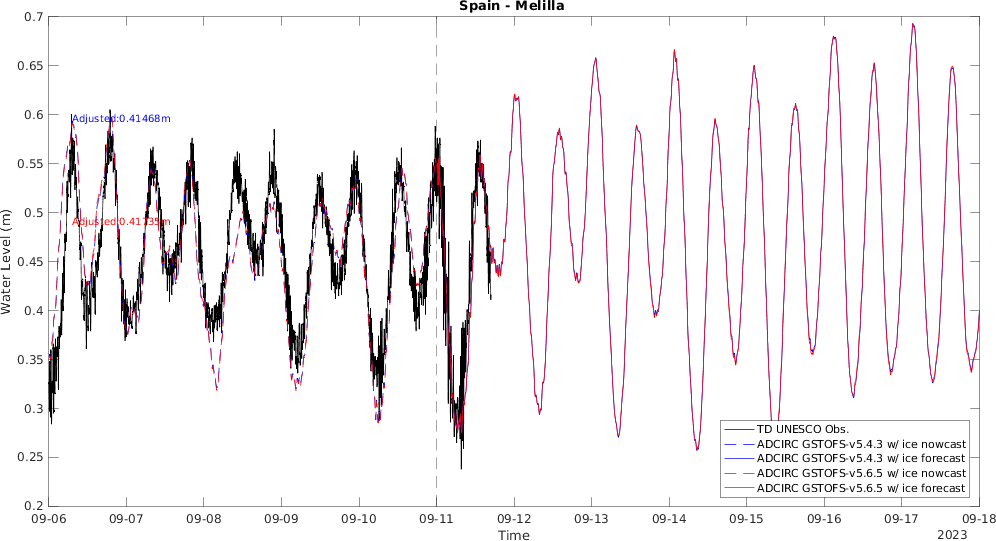 Spain - Melilla
Water Level (m)
0.7
0.65
0.6
0.55
0.5
0.45
0.4
0.35
0.3
0.25
0.2
Adjusted:0.41468m
Adjusted:0.41735m
TD UNESCO Obs.
ADCIRC GSTOFS-v5.4.3 w/ ice nowcast
ADCIRC GSTOFS-v5.4.3 w/ ice forecast
ADCIRC GSTOFS-v5.6.5 w/ ice nowcast
ADCIRC GSTOFS-v5.6.5 w/ ice forecast
09-06 09-07 09-08 09-09 09-10 09-11 09-12 09-13 09-14 09-15 09-16 09-17 09-18
Time
2023